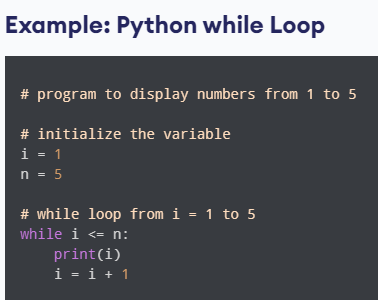 Example: Python while Loop
# program to display numbers from 1 to 5
# initialize the variable
i = 1
n = 5
# while loop from i = 1 to 5
while i <= n:
    print(i)
    i = i + 1